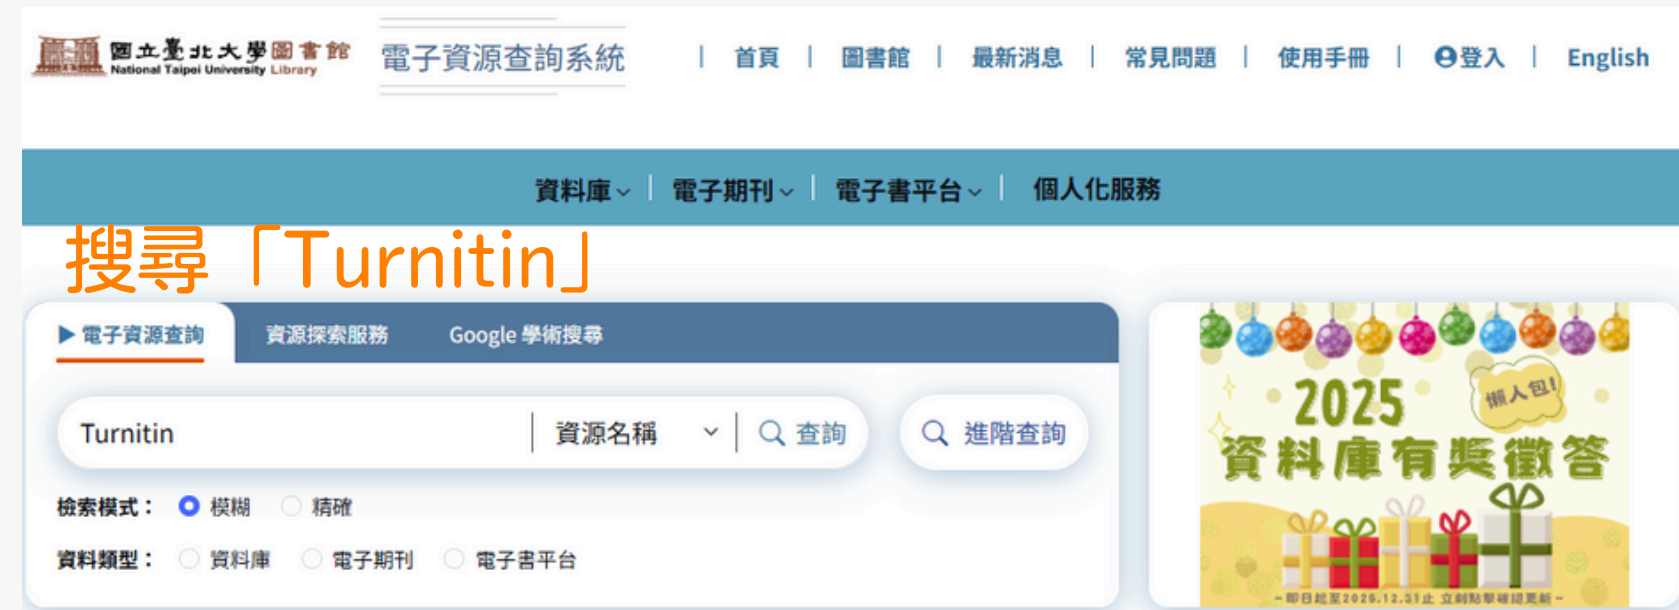 國立臺北大學圖書館
National Taipei University Library
電子資源查詢系統
首頁 | 圖書館 | 最新消息 | 常見問題 | 使用手冊 | 登入 | English
資料庫 | 電子期刊 | 電子書平台 | 個人化服務
搜尋「Turnitin」
電子資源查詢 資源探索服務 Google 學術搜尋
Turnitin 資源名稱 查詢 進階查詢
檢索模式： 模糊 精確
資料類型： 資料庫 電子期刊 電子書平台
2025
懶人包!
資料庫有獎徵答